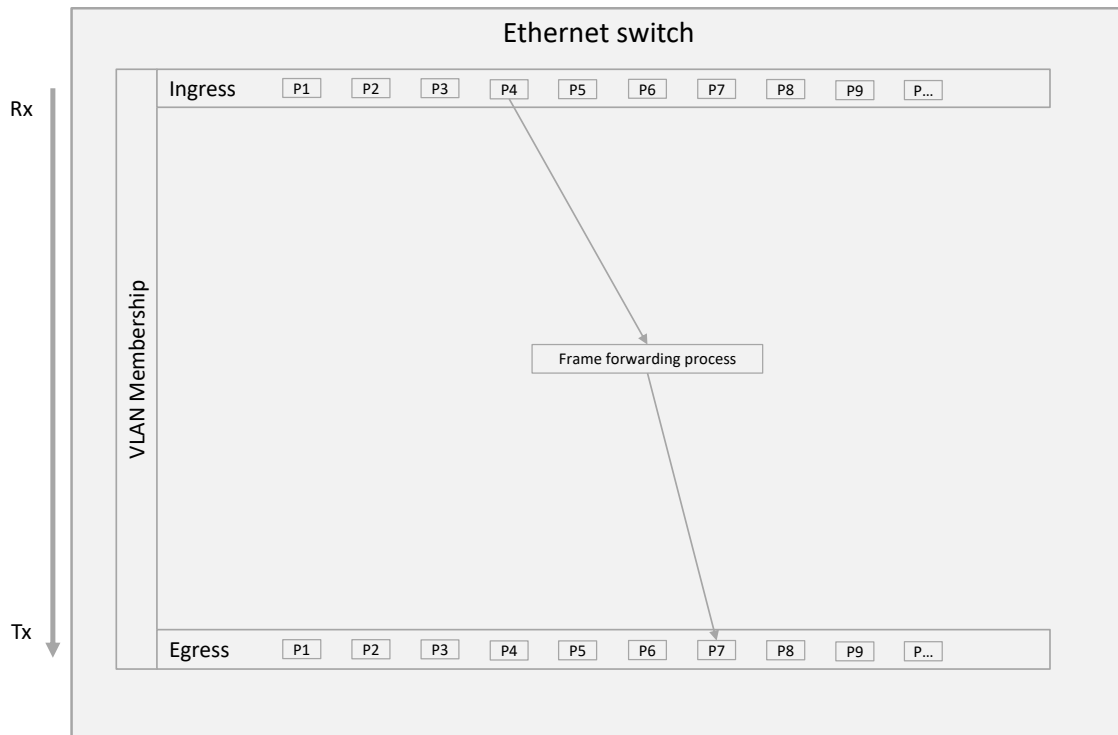 Ethernet switch
Rx
Ingress P1 P2 P3 P4 P5 P6 P7 P8 P9 P...
VLAN Membership
Frame forwarding process
Tx
Egress P1 P2 P3 P4 P5 P6 P7 P8 P9 P...